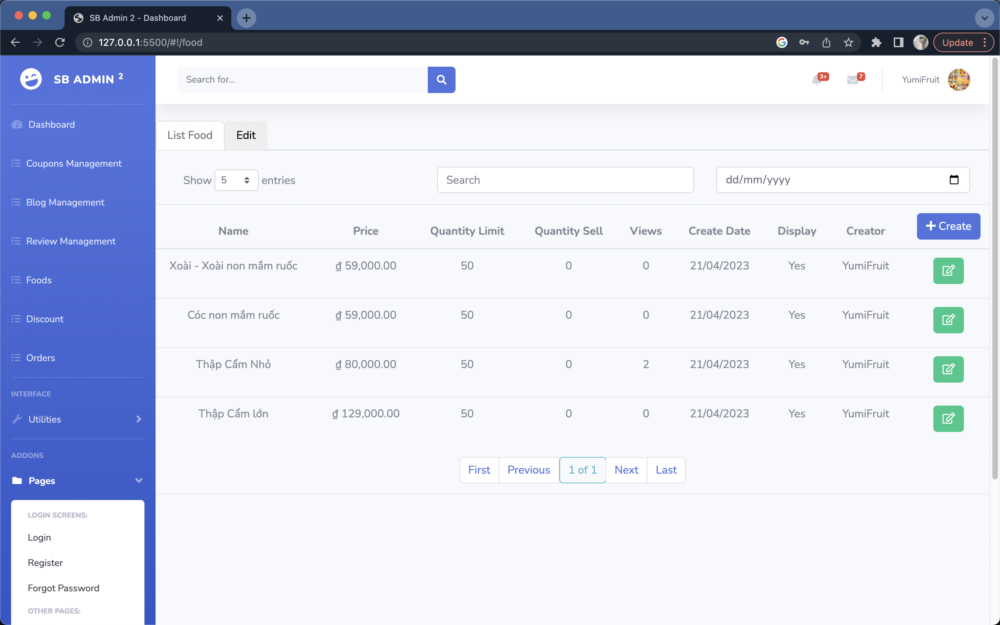 SB Admin 2 - Dashboard
127.0.0.1:5500/#!/food
Update
SB ADMIN 2
Search for...
3+
7
YumiFruit
Dashboard
Coupons Management
Blog Management
Review Management
Foods
Discount
Orders
INTERFACE
Utilities
ADDONS
Pages
LOGIN SCREENS:
Login
Register
Forgot Password
OTHER PAGES:
List Food Edit
Show 5 entries Search dd/mm/yyyy
Name Price Quantity Limit Quantity Sell Views Create Date Display Creator Create
Xoài - Xoài non mắm ruốc ₫ 59,000.00 50 0 0 21/04/2023 Yes YumiFruit
Cóc non mắm ruốc ₫ 59,000.00 50 0 0 21/04/2023 Yes YumiFruit
Thập Cẩm Nhỏ ₫ 80,000.00 50 0 2 21/04/2023 Yes YumiFruit
Thập Cẩm lớn ₫ 129,000.00 50 0 0 21/04/2023 Yes YumiFruit
First Previous 1 of 1 Next Last